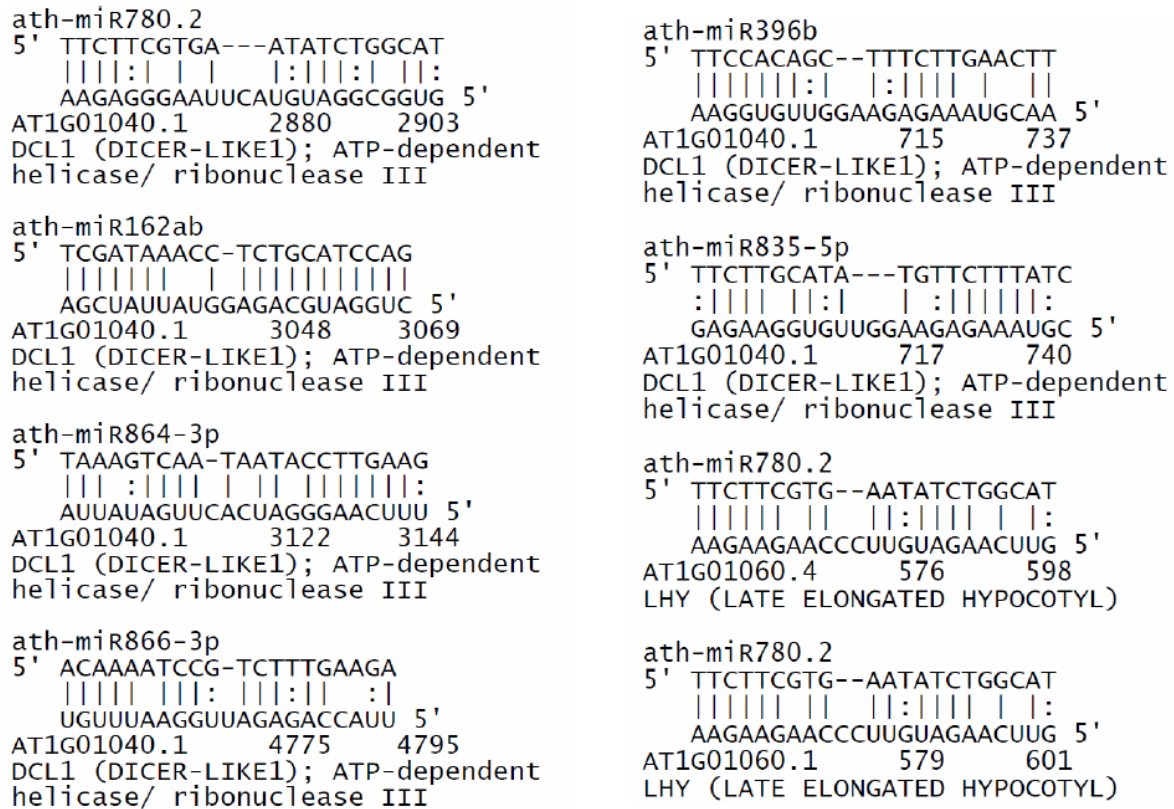 ath-miR780.2
5' TTCTTCGTGA---ATATCTGGCAT
||||:| | |   |:|||:| ||:
AAGAGGGAAUUCAUGUAGGCGGUG 5'
AT1G01040.1 2880 2903
DCL1 (DICER-LIKE1); ATP-dependent
helicase/ ribonuclease III
ath-miR162ab
5' TCGATAAACC-TCTGCATCCAG
|||||||  | |||||||||||
AGCUAUUAUGGAGACGUAGGUC 5'
AT1G01040.1 3048 3069
DCL1 (DICER-LIKE1); ATP-dependent
helicase/ ribonuclease III
ath-miR864-3p
5' TAAAGTCAA-TAATACCTTGAAG
||| :|||| | || |||||||:
AUUAUAGUUCACUAGGGAACUUU 5'
AT1G01040.1 3122 3144
DCL1 (DICER-LIKE1); ATP-dependent
helicase/ ribonuclease III
ath-miR866-3p
5' ACAAAATCCG-TCTTTGAAGA
||||| |||: |||:||  :|
UGUUUAAGGUUAGAGACCAUU 5'
AT1G01040.1 4775 4795
DCL1 (DICER-LIKE1); ATP-dependent
helicase/ ribonuclease III
ath-miR396b
5' TTCCACAGC--TTTCTTGAACTT
|||||||:|  |:|||| |  ||
AAGGUGUUGGAAGAGAAAUGCAA 5'
AT1G01040.1 715 737
DCL1 (DICER-LIKE1); ATP-dependent
helicase/ ribonuclease III
ath-miR835-5p
5' TTCTTGCATA---TGTTCTTTATC
:|||| ||:|   | :||||||:
GAGAAGGUGUUGGAAGAGAAAUGC 5'
AT1G01040.1 717 740
DCL1 (DICER-LIKE1); ATP-dependent
helicase/ ribonuclease III
ath-miR780.2
5' TTCTTCGTG--AATATCTGGCAT
|||||| ||  ||:|||| | |:
AAGAAGAACCCUUGUAGAACUUG 5'
AT1G01060.4 576 598
LHY (LATE ELONGATED HYPOCOTYL)
ath-miR780.2
5' TTCTTCGTG--AATATCTGGCAT
|||||| ||  ||:|||| | |:
AAGAAGAACCCUUGUAGAACUUG 5'
AT1G01060.1 579 601
LHY (LATE ELONGATED HYPOCOTYL)